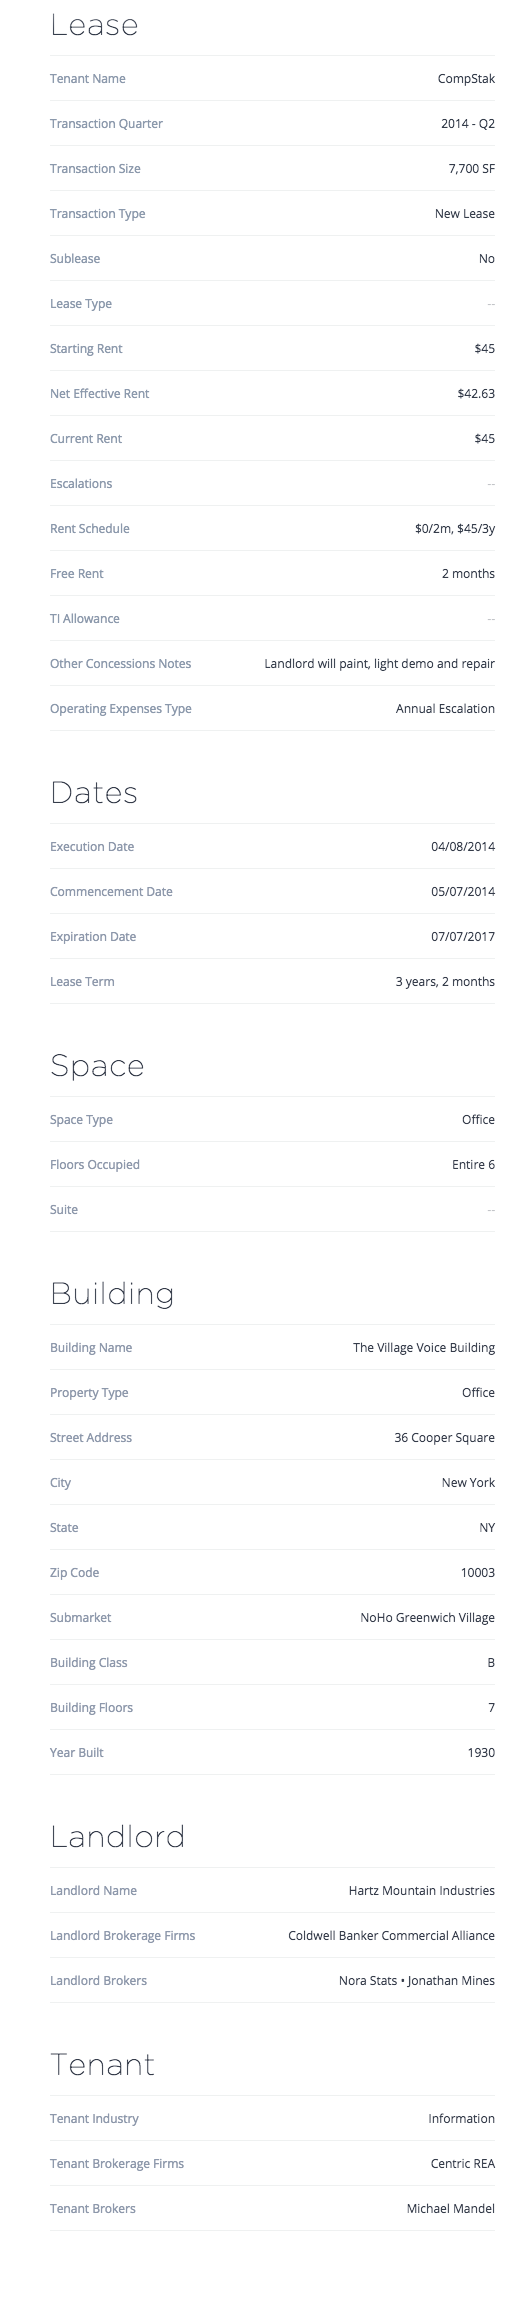 Lease
Tenant Name CompStak
Transaction Quarter 2014 - Q2
Transaction Size 7,700 SF
Transaction Type New Lease
Sublease No
Lease Type --
Starting Rent $45
Net Effective Rent $42.63
Current Rent $45
Escalations --
Rent Schedule $0/2m, $45/3y
Free Rent 2 months
TI Allowance --
Other Concessions Notes Landlord will paint, light demo and repair
Operating Expenses Type Annual Escalation
Dates
Execution Date 04/08/2014
Commencement Date 05/07/2014
Expiration Date 07/07/2017
Lease Term 3 years, 2 months
Space
Space Type Office
Floors Occupied Entire 6
Suite --
Building
Building Name The Village Voice Building
Property Type Office
Street Address 36 Cooper Square
City New York
State NY
Zip Code 10003
Submarket NoHo Greenwich Village
Building Class B
Building Floors 7
Year Built 1930
Landlord
Landlord Name Hartz Mountain Industries
Landlord Brokerage Firms Coldwell Banker Commercial Alliance
Landlord Brokers Nora Stats • Jonathan Mines
Tenant
Tenant Industry Information
Tenant Brokerage Firms Centric REA
Tenant Brokers Michael Mandel